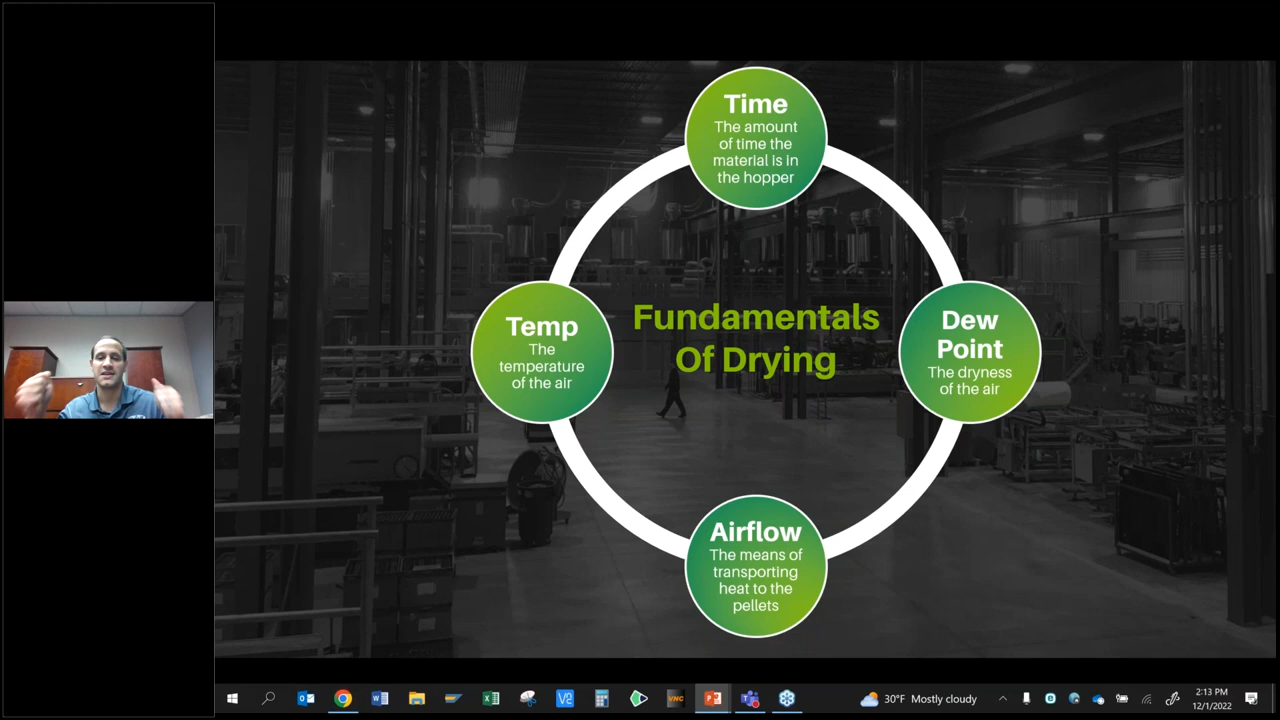 Time
The amount
of time the
material is in
the hopper
Temp
The
temperature
of the air
Fundamentals
Of Drying
Dew
Point
The dryness
of the air
Airflow
The means of
transporting
heat to the
pellets
VNC
30°F Mostly cloudy
2:13 PM
12/1/2022